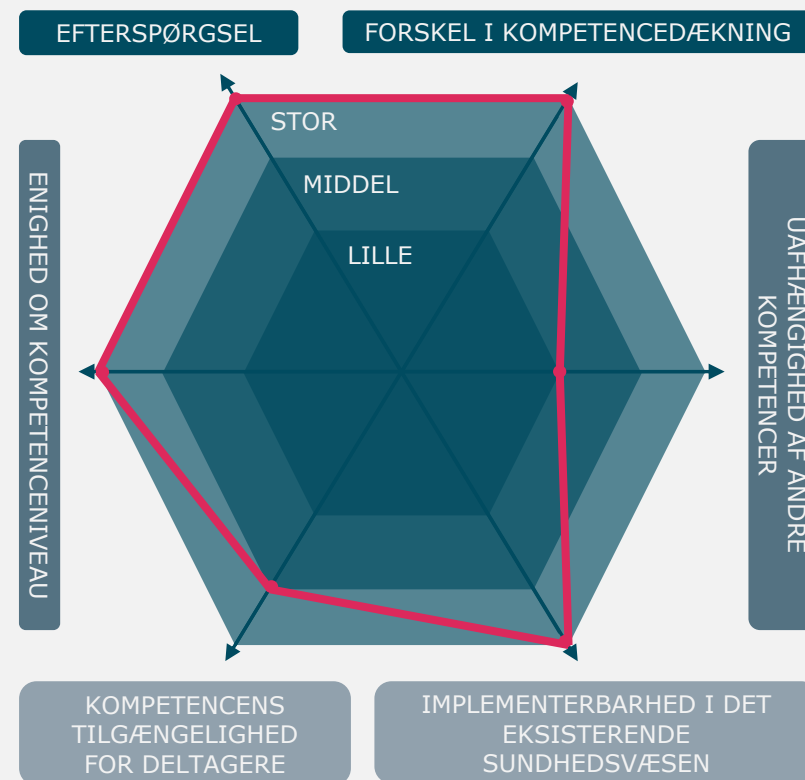 EFTERSPØRGSEL
FORSKEL I KOMPETENCEDÆKNING
STOR
MIDDEL
LILLE
ENIGHED OM KOMPETENCENIVEAU
UAFHÆNGIGHED AF ANDRE
KOMPETENCER
KOMPETENCENS
TILGÆNGELIGHED
FOR DELTAGERE
IMPLEMENTERBARHED I DET
EKSISTERENDE
SUNDHEDSVÆSEN